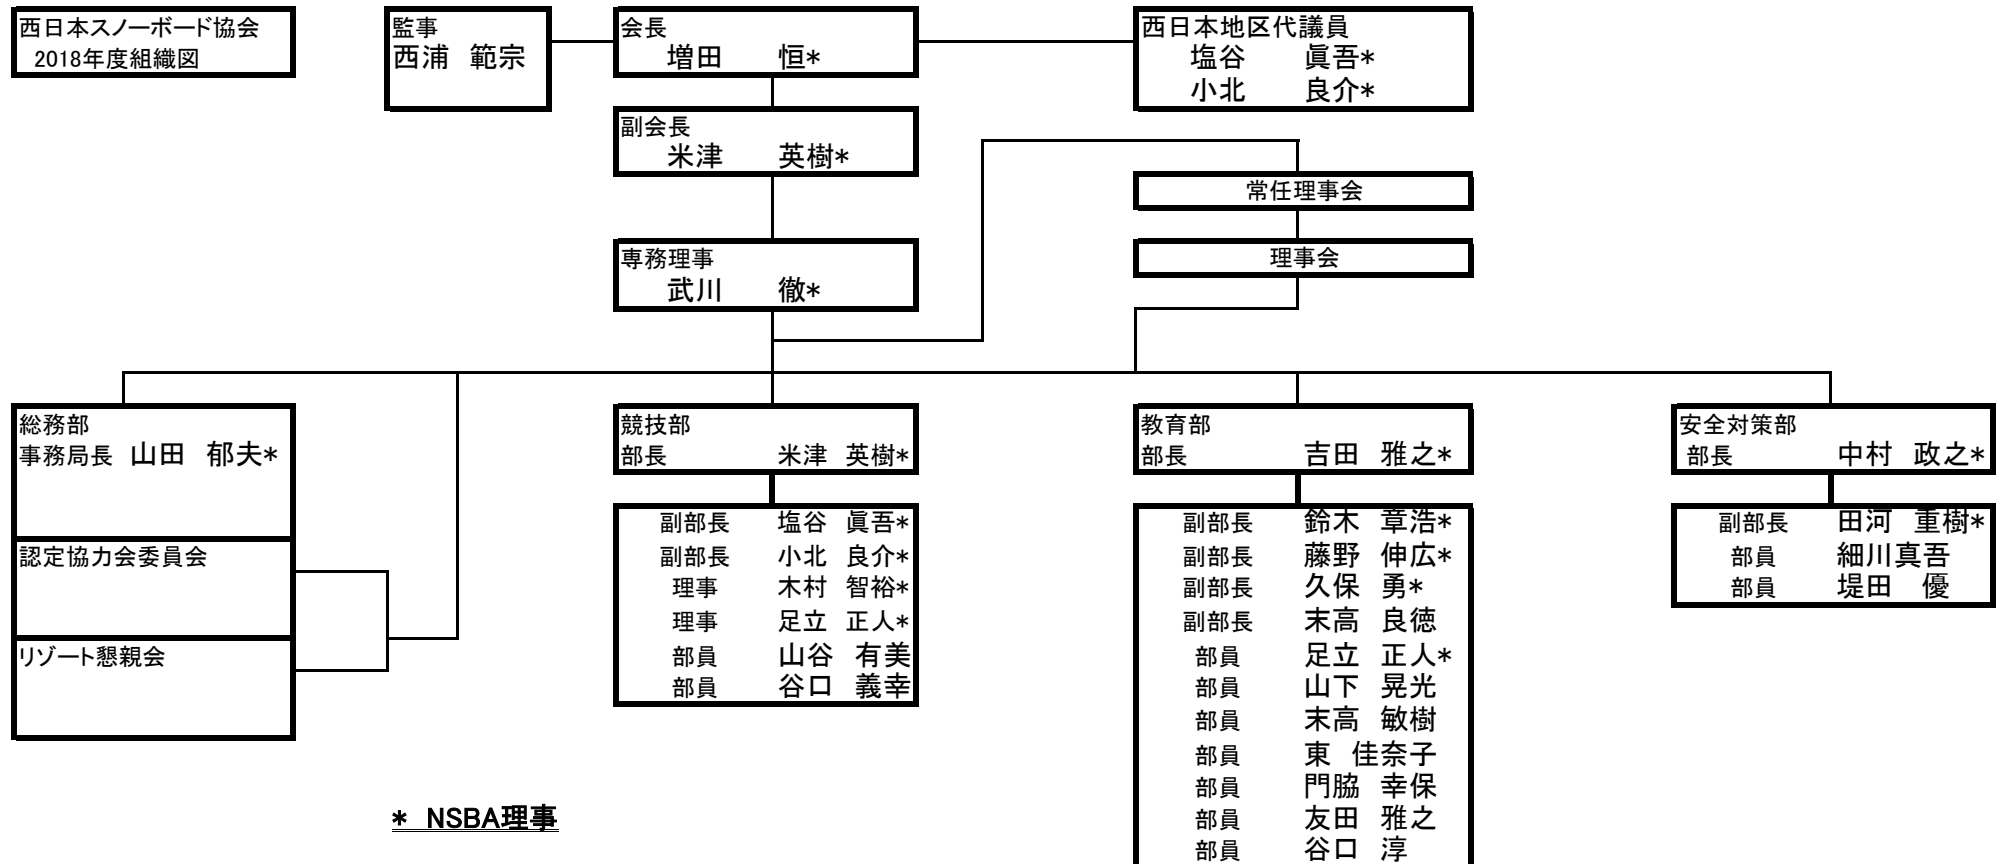 西日本スノーボード協会
2018年度組織図
監事
西浦 範宗
会長
増田 恒*
西日本地区代議員
塩谷 眞吾*
小北 良介*
副会長
米津 英樹*
常任理事会
理事会
専務理事
武川 徹*
総務部
事務局長 山田 郁夫*
認定協力会委員会
リゾート懇親会
競技部
部長 米津 英樹*
副部長 塩谷 眞吾*
副部長 小北 良介*
理事 木村 智裕*
理事 足立 正人*
部員 山谷 有美
部員 谷口 義幸
教育部
部長 吉田 雅之*
副部長 鈴木 章浩*
副部長 藤野 伸広*
副部長 久保 勇*
副部長 末高 良徳
部員 足立 正人*
部員 山下 晃光
部員 末高 敏樹
部員 東 佳奈子
部員 門脇 幸保
部員 友田 雅之
部員 谷口 淳
安全対策部
部長 中村 政之*
副部長 田河 重樹*
部員 細川真吾
部員 堤田 優
* NSBA理事